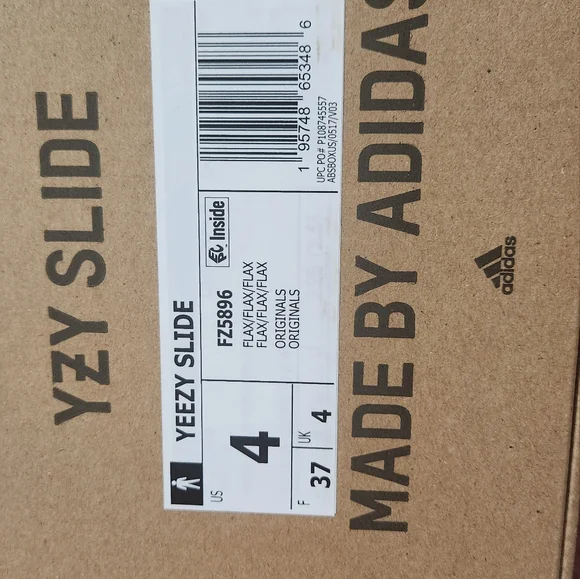 YZY SLIDE
YEEZY SLIDE
US
4
F
37
UK
4
FZ5896
Inside
FLAX/FLAX/FLAX
FLAX/FLAX/FLAX
ORIGINALS
ORIGINALS
1 95748 65348 6
UPC PO# P108745557
ABSBOXUS/0517/V03
MADE BY ADIDAS
adidas